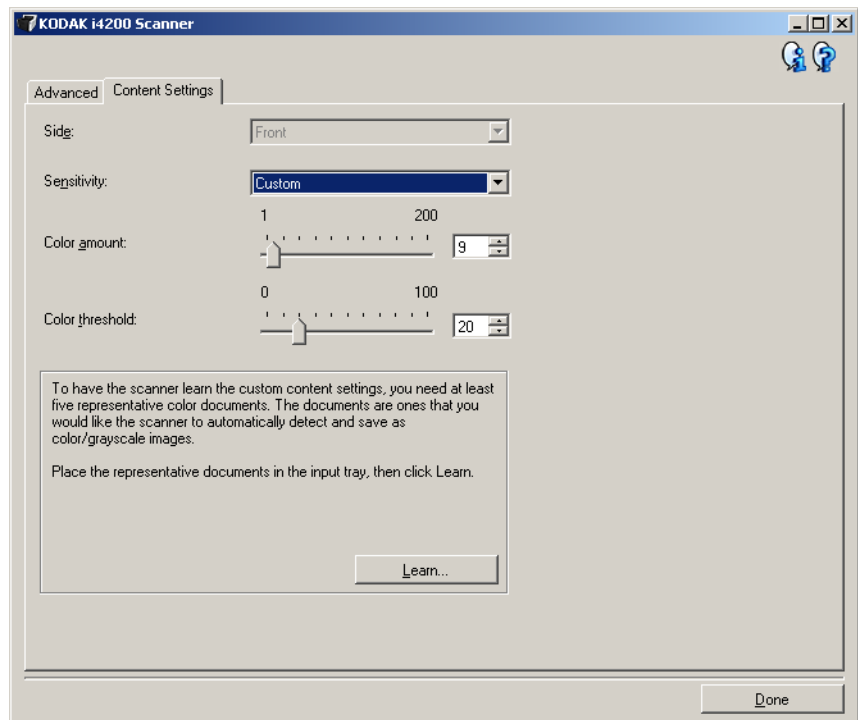 KODAK i4200 Scanner
Advanced
Content Settings
Side:
Front
Sensitivity:
Custom
1 200
Color amount:
9
0 100
Color threshold:
20
To have the scanner learn the custom content settings, you need at least
five representative color documents. The documents are ones that you
would like the scanner to automatically detect and save as
color/grayscale images.
Place the representative documents in the input tray, then click Learn.
Learn...
Done